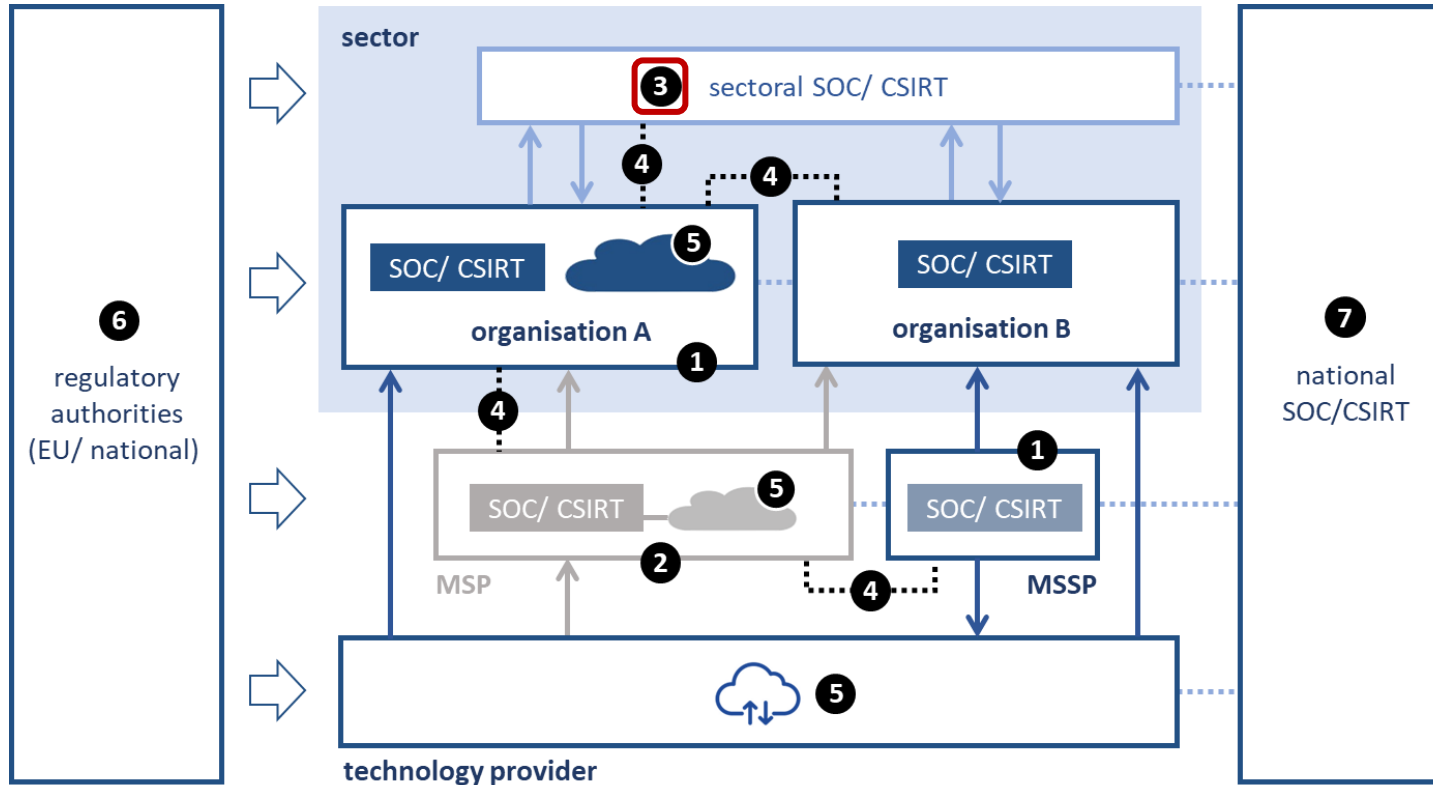 sector
3
sectoral SOC/ CSIRT
4
4
SOC/ CSIRT
5
organisation A
1
SOC/ CSIRT
organisation B
6
regulatory
authorities
(EU/ national)
7
national
SOC/CSIRT
4
SOC/ CSIRT
5
2
MSP
1
SOC/ CSIRT
MSSP
4
5
technology provider